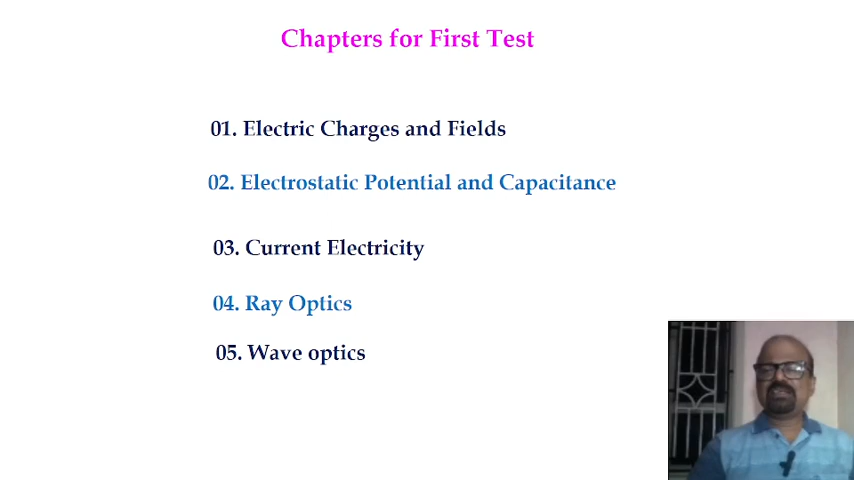 Chapters for First Test
01. Electric Charges and Fields
02. Electrostatic Potential and Capacitance
03. Current Electricity
04. Ray Optics
05. Wave optics